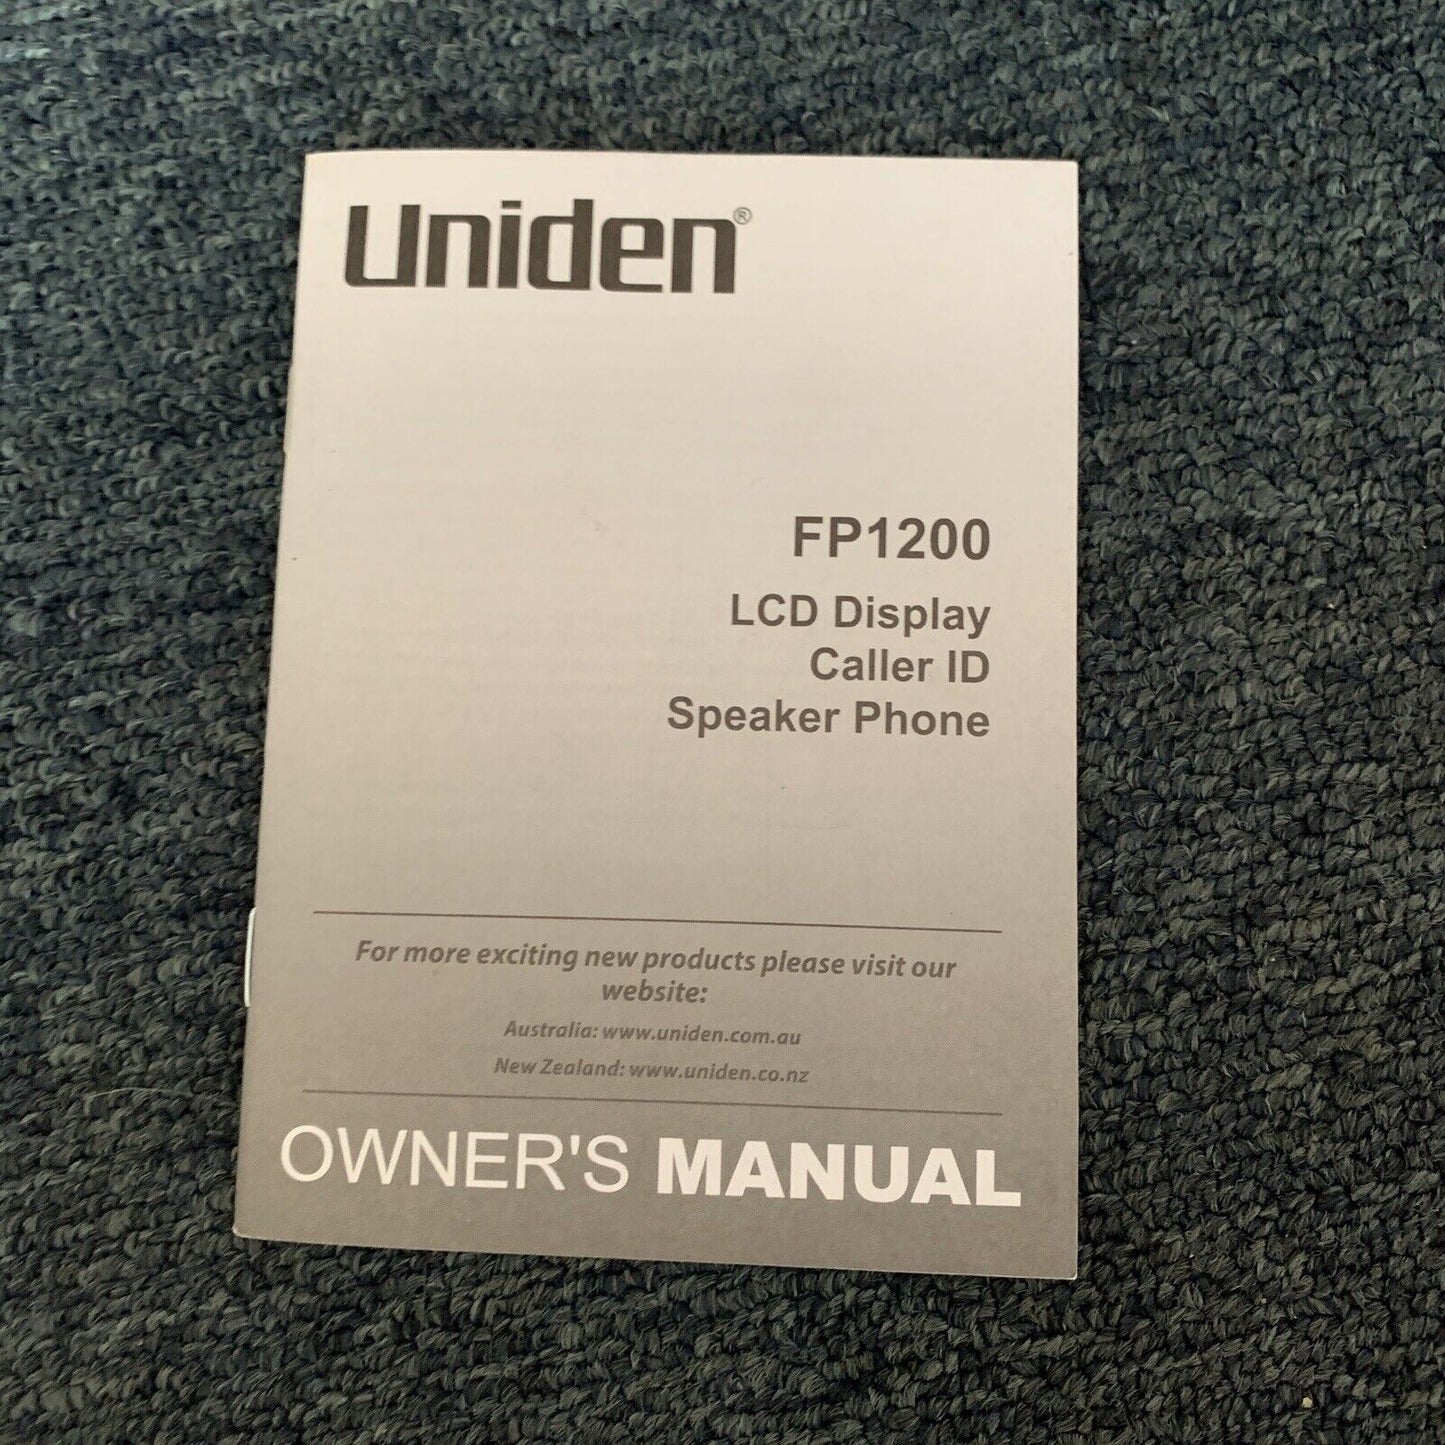 Uniden®
FP1200
LCD Display
Caller ID
Speaker Phone
For more exciting new products please visit our
website:
Australia: www.uniden.com.au
New Zealand: www.uniden.co.nz
OWNER'S MANUAL